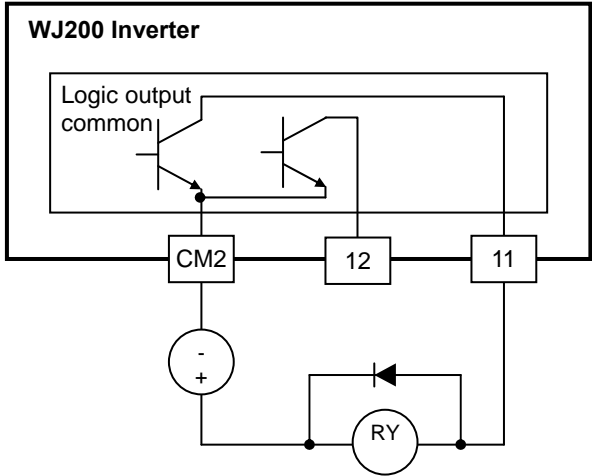 WJ200 Inverter
Logic output
common
CM2
12
11
-
+
RY